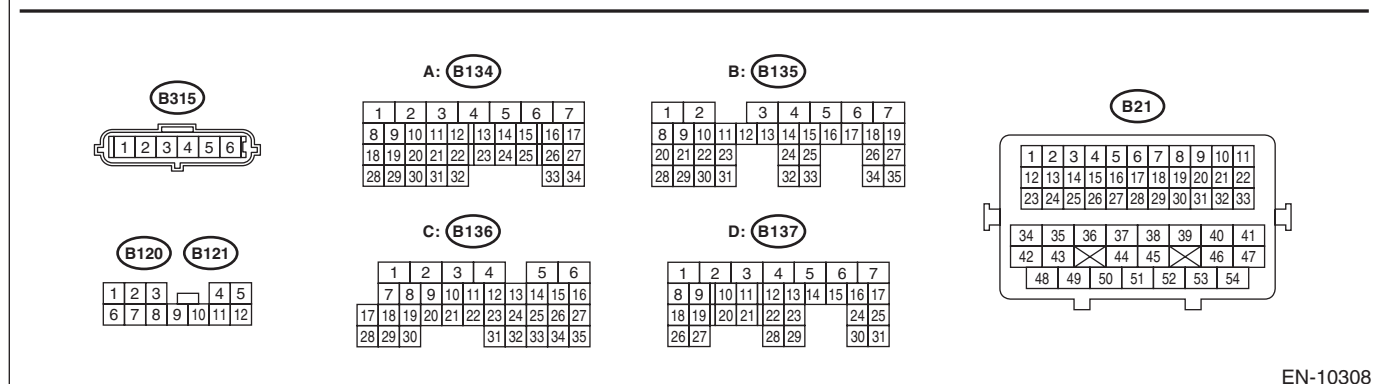 B315
1 2 3 4 5 6
B120 B121
1 2 3 4 5
6 7 8 9 10 11 12
A: B134
1 2 3 4 5 6 7
8 9 10 11 12 13 14 15 16 17
18 19 20 21 22 23 24 25 26 27
28 29 30 31 32 33 34
C: B136
1 2 3 4 5 6
7 8 9 10 11 12 13 14 15 16
17 18 19 20 21 22 23 24 25 26 27
28 29 30 31 32 33 34 35
B: B135
1 2 3 4 5 6 7
8 9 10 11 12 13 14 15 16 17 18 19
20 21 22 23 24 25 26 27
28 29 30 31 32 33 34 35
D: B137
1 2 3 4 5 6 7
8 9 10 11 12 13 14 15 16 17
18 19 20 21 22 23 24 25
26 27 28 29 30 31
B21
1 2 3 4 5 6 7 8 9 10 11
12 13 14 15 16 17 18 19 20 21 22
23 24 25 26 27 28 29 30 31 32 33
34 35 36 37 38 39 40 41
42 43 44 45 46 47
48 49 50 51 52 53 54
EN-10308